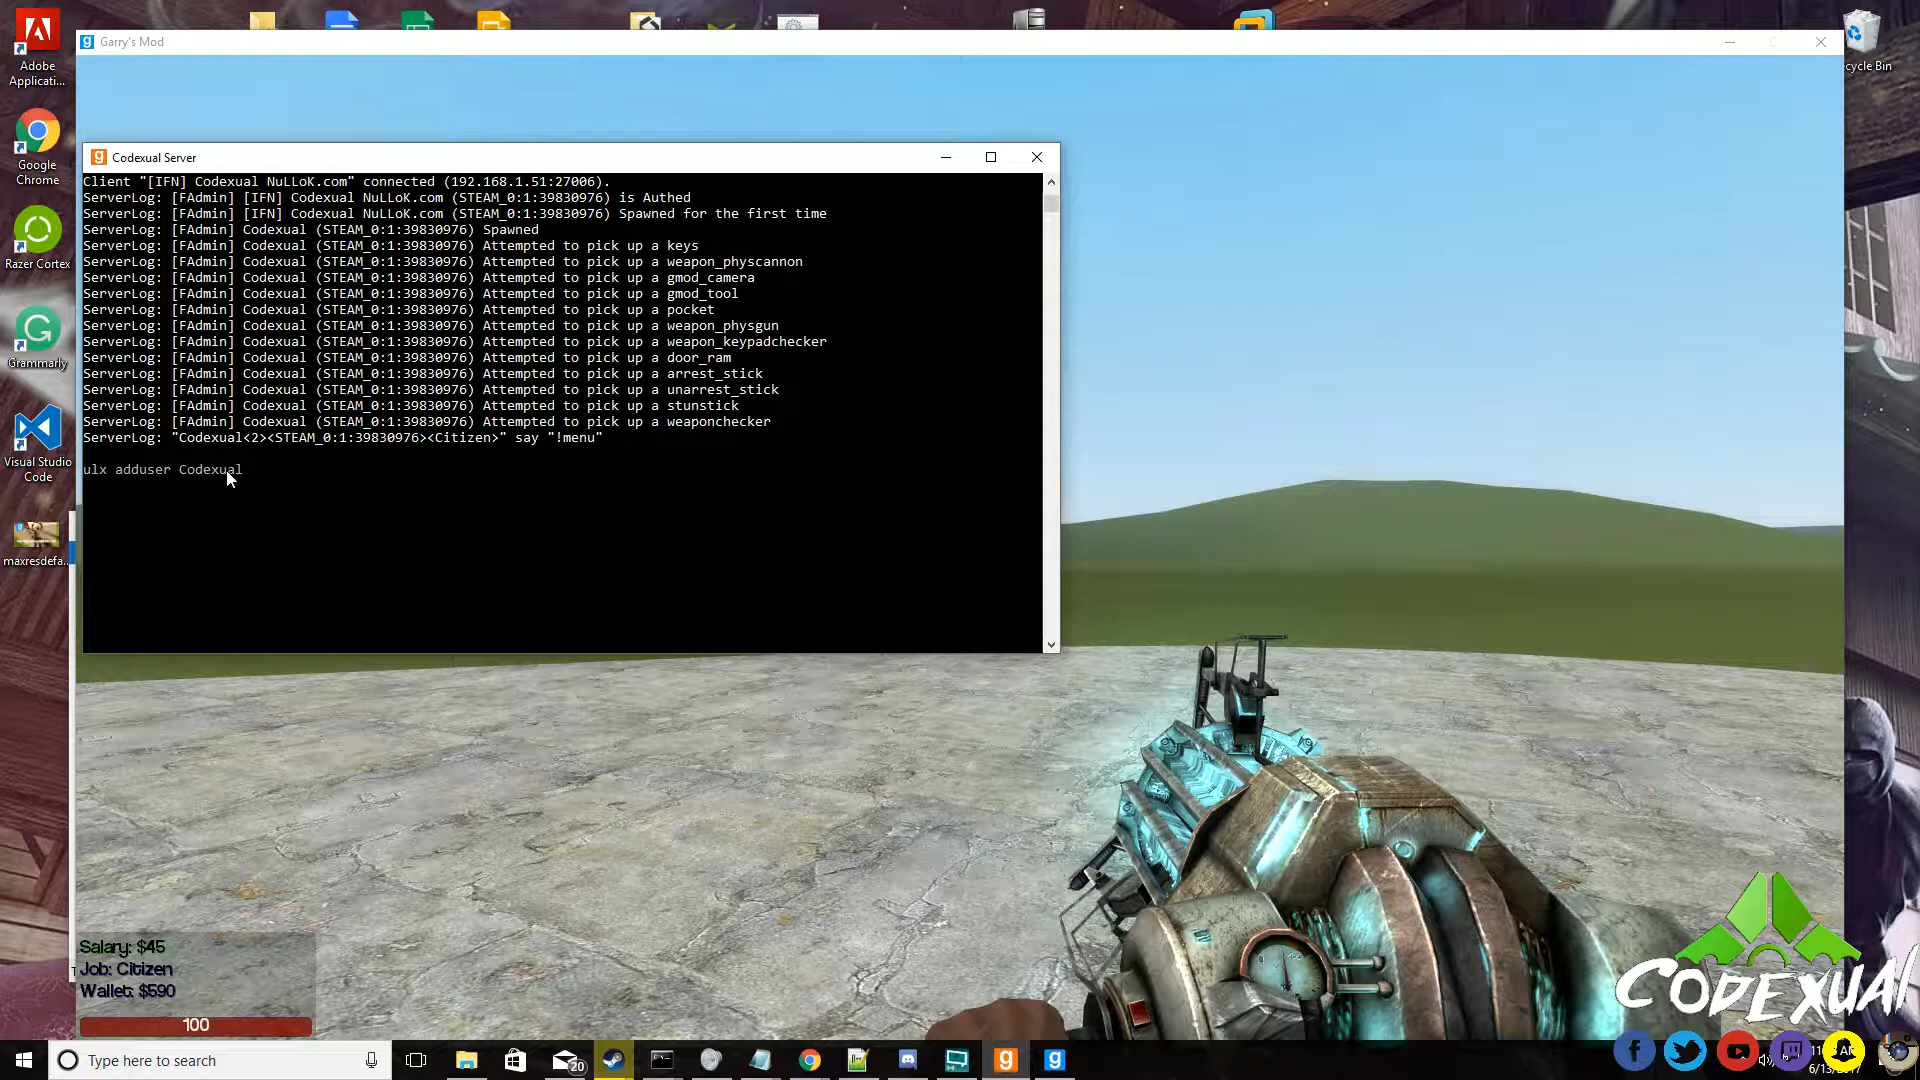 Garry's Mod
Adobe
Applicati...
Google
Chrome
Razer Cortex
Grammarly
Visual Studio
Code
maxresdefa...
cycle Bin
Codexual Server
Client "[IFN] Codexual NuLLoK.com" connected (192.168.1.51:27006).
ServerLog: [FAdmin] [IFN] Codexual NuLLoK.com (STEAM_0:1:39830976) is Authed
ServerLog: [FAdmin] [IFN] Codexual NuLLoK.com (STEAM_0:1:39830976) Spawned for the first time
ServerLog: [FAdmin] Codexual (STEAM_0:1:39830976) Spawned
ServerLog: [FAdmin] Codexual (STEAM_0:1:39830976) Attempted to pick up a keys
ServerLog: [FAdmin] Codexual (STEAM_0:1:39830976) Attempted to pick up a weapon_physcannon
ServerLog: [FAdmin] Codexual (STEAM_0:1:39830976) Attempted to pick up a gmod_camera
ServerLog: [FAdmin] Codexual (STEAM_0:1:39830976) Attempted to pick up a gmod_tool
ServerLog: [FAdmin] Codexual (STEAM_0:1:39830976) Attempted to pick up a pocket
ServerLog: [FAdmin] Codexual (STEAM_0:1:39830976) Attempted to pick up a weapon_physgun
ServerLog: [FAdmin] Codexual (STEAM_0:1:39830976) Attempted to pick up a weapon_keypadchecker
ServerLog: [FAdmin] Codexual (STEAM_0:1:39830976) Attempted to pick up a door_ram
ServerLog: [FAdmin] Codexual (STEAM_0:1:39830976) Attempted to pick up a arrest_stick
ServerLog: [FAdmin] Codexual (STEAM_0:1:39830976) Attempted to pick up a unarrest_stick
ServerLog: [FAdmin] Codexual (STEAM_0:1:39830976) Attempted to pick up a stunstick
ServerLog: [FAdmin] Codexual (STEAM_0:1:39830976) Attempted to pick up a weaponchecker
ServerLog: "Codexual<2><STEAM_0:1:39830976><Citizen>" say "!menu"
ulx adduser Codexual
Salary: $45
Job: Citizen
Wallet: $590
100
CODEXUAL
Type here to search
20